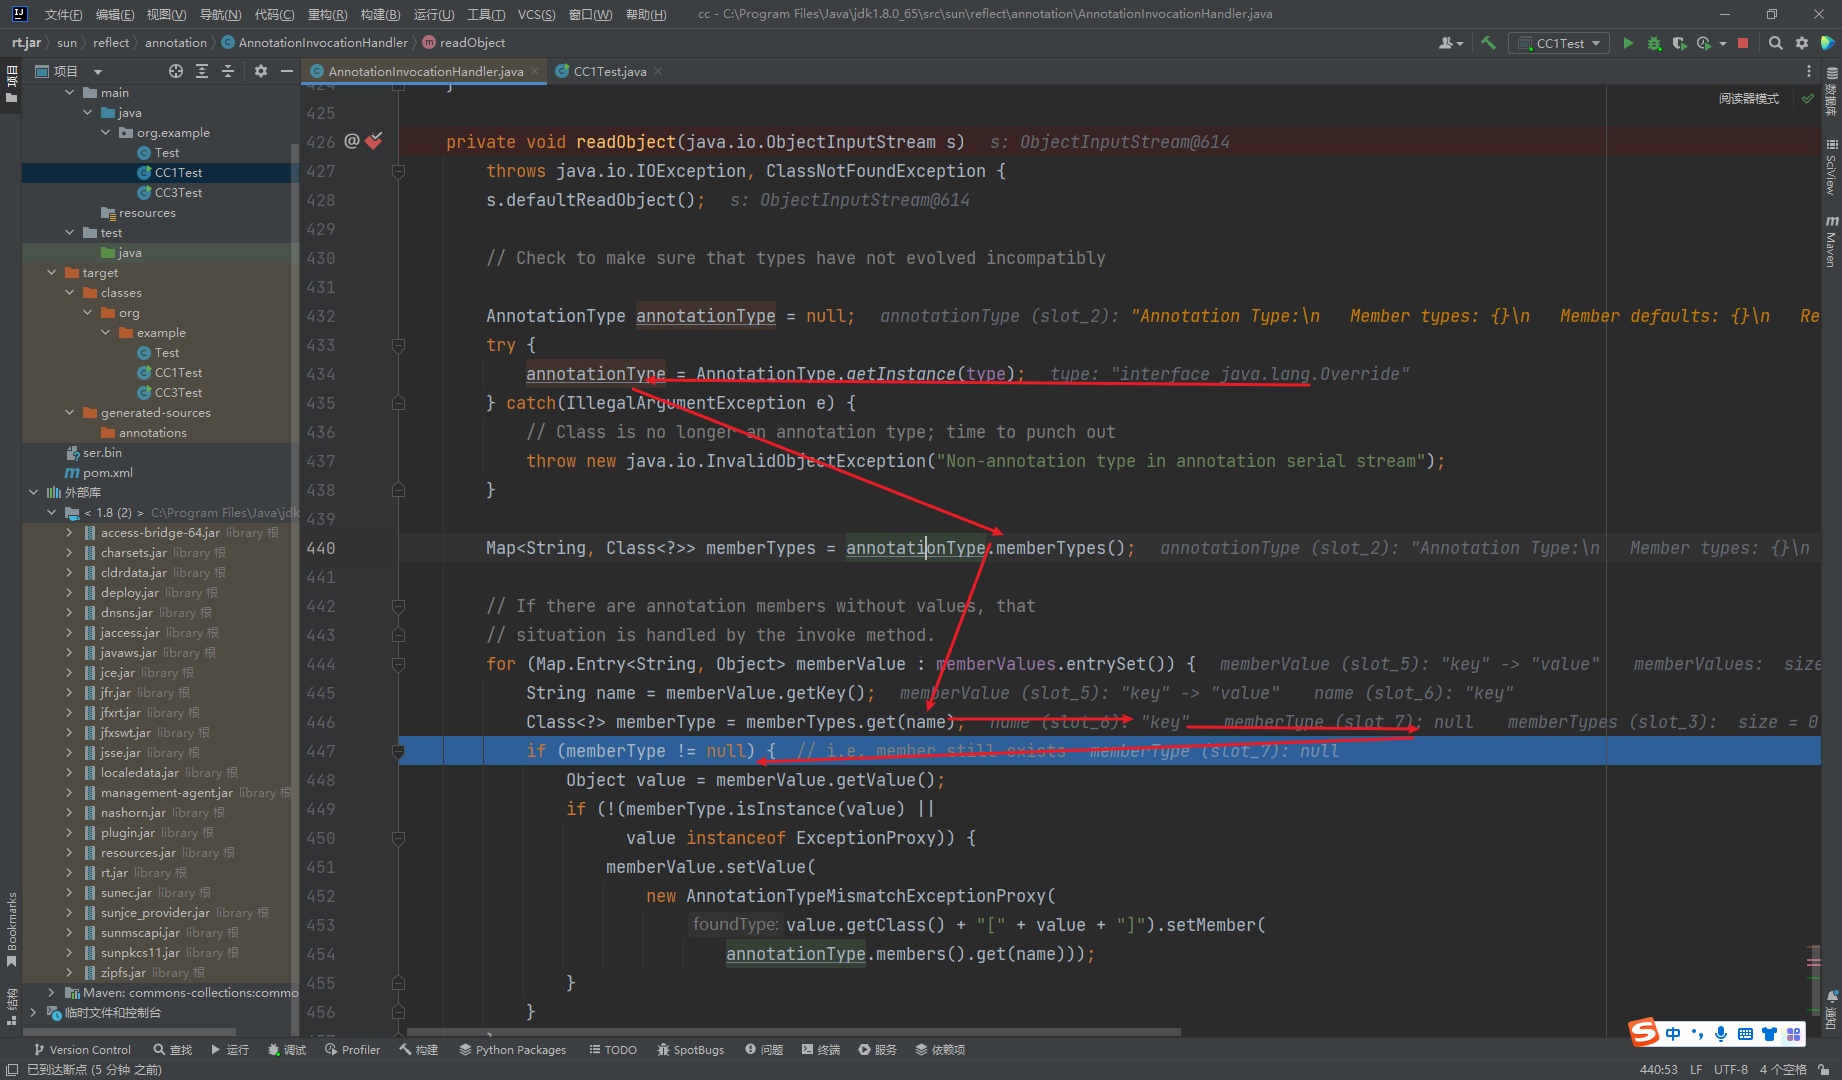 文件(F) 编辑(E) 视图(V) 导航(N) 代码(C) 重构(R) 构建(B) 运行(U) 工具(T) VCS(S) 窗口(W) 帮助(H) cc - C:\Program Files\Java\jdk1.8.0_65\src\sun\reflect\annotation\AnnotationInvocationHandler.java
rt.jar sun reflect annotation AnnotationInvocationHandler readObject CC1Test
项目 AnnotationInvocationHandler.java CC1Test.java
阅读器模式
main
java
org.example
Test
CC1Test
CC3Test
resources
test
java
target
classes
org
example
Test
CC1Test
CC3Test
generated-sources
annotations
ser.bin
pom.xml
外部库
< 1.8 (2) > C:\Program Files\Java\jdk
access-bridge-64.jar library 根
charsets.jar library 根
cldrdata.jar library 根
deploy.jar library 根
dnsns.jar library 根
jaccess.jar library 根
javaws.jar library 根
jce.jar library 根
jfr.jar library 根
jfxrt.jar library 根
jfxswt.jar library 根
jsse.jar library 根
localedata.jar library 根
management-agent.jar library 根
nashorn.jar library 根
plugin.jar library 根
resources.jar library 根
rt.jar library 根
sunec.jar library 根
sunjce_provider.jar library 根
sunmscapi.jar library 根
sunpkcs11.jar library 根
zipfs.jar library 根
Maven: commons-collections:commo
临时文件和控制台
424 }
425
426 @ private void readObject(java.io.ObjectInputStream s) s: ObjectInputStream@614
427 throws java.io.IOException, ClassNotFoundException {
428 s.defaultReadObject(); s: ObjectInputStream@614
429
430 // Check to make sure that types have not evolved incompatibly
431
432 AnnotationType annotationType = null; annotationType (slot_2): "Annotation Type:\n Member types: {}\n Member defaults: {}\n Re
433 try {
434 annotationType = AnnotationType.getInstance(type); type: "interface java.lang.Override"
435 } catch(IllegalArgumentException e) {
436 // Class is no longer an annotation type; time to punch out
437 throw new java.io.InvalidObjectException("Non-annotation type in annotation serial stream");
438 }
439
440 Map<String, Class<?>> memberTypes = annotationType.memberTypes(); annotationType (slot_2): "Annotation Type:\n Member types: {}\n
441
442 // If there are annotation members without values, that
443 // situation is handled by the invoke method.
444 for (Map.Entry<String, Object> memberValue : memberValues.entrySet()) { memberValue (slot_5): "key" -> "value" memberValues: size
445 String name = memberValue.getKey(); memberValue (slot_5): "key" -> "value" name (slot_6): "key"
446 Class<?> memberType = memberTypes.get(name); name (slot_6): "key" memberType (slot_7): null memberTypes (slot_3): size = 0
447 if (memberType != null) { // i.e. member still exists memberType (slot_7): null
448 Object value = memberValue.getValue();
449 if (!(memberType.isInstance(value) ||
450 value instanceof ExceptionProxy)) {
451 memberValue.setValue(
452 new AnnotationTypeMismatchExceptionProxy(
453 foundType: value.getClass() + "[" + value + "]").setMember(
454 annotationType.members().get(name)));
455 }
456 }
项目
Bookmarks
结构
数据库
SciView
m Maven
通知
中
Version Control 查找 运行 调试 Profiler 构建 Python Packages TODO SpotBugs 问题 终端 服务 依赖项
已到达断点 (5 分钟 之前) 440:53 LF UTF-8 4 个空格